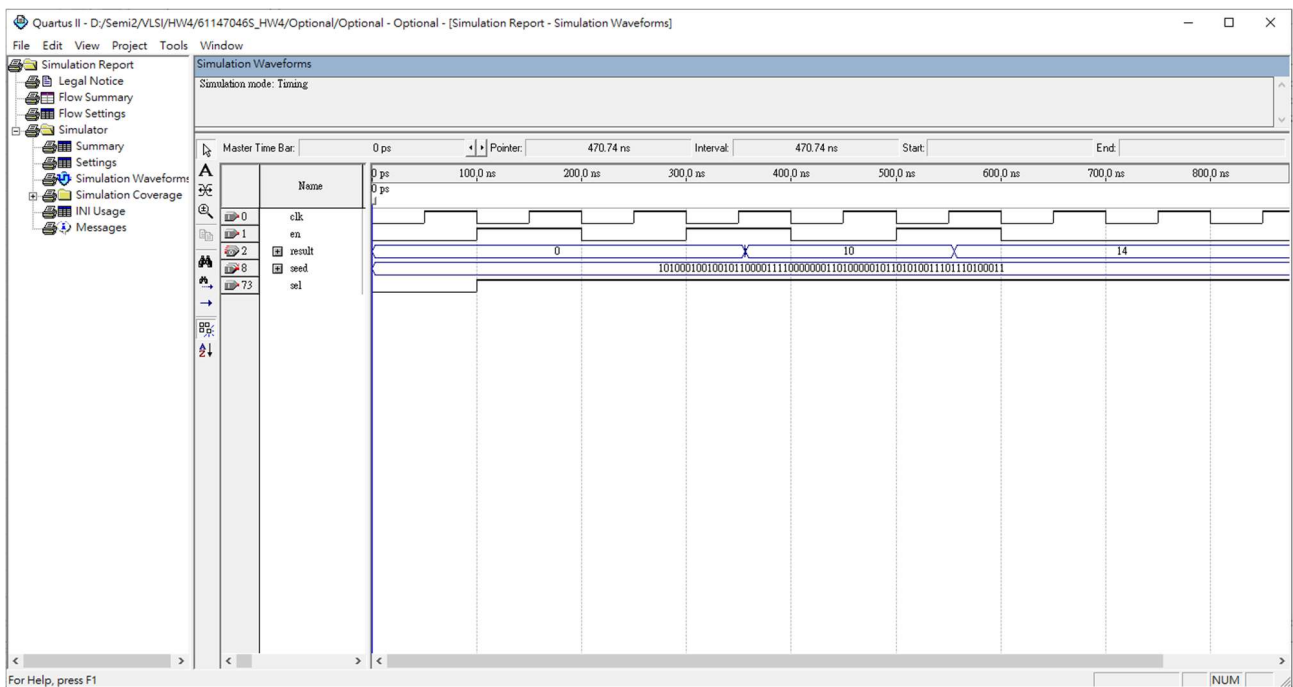 Quartus II - D:/Semi2/VLSI/HW4/61147046S_HW4/Optional/Optional - Optional - [Simulation Report - Simulation Waveforms]
File Edit View Project Tools Window
Simulation Report
Legal Notice
Flow Summary
Flow Settings
Simulator
Summary
Settings
Simulation Waveforms
Simulation Coverage
INI Usage
Messages
Simulation Waveforms
Simulation mode: Timing
Master Time Bar: 0 ps Pointer: 470.74 ns Interval: 470.74 ns Start: End:
Name
0 ps 100.0 ns 200.0 ns 300.0 ns 400.0 ns 500.0 ns 600.0 ns 700.0 ns 800.0 ns
0 ps
0 clk
1 en
2 result 0 10 14
8 seed
73 sel
For Help, press F1 NUM